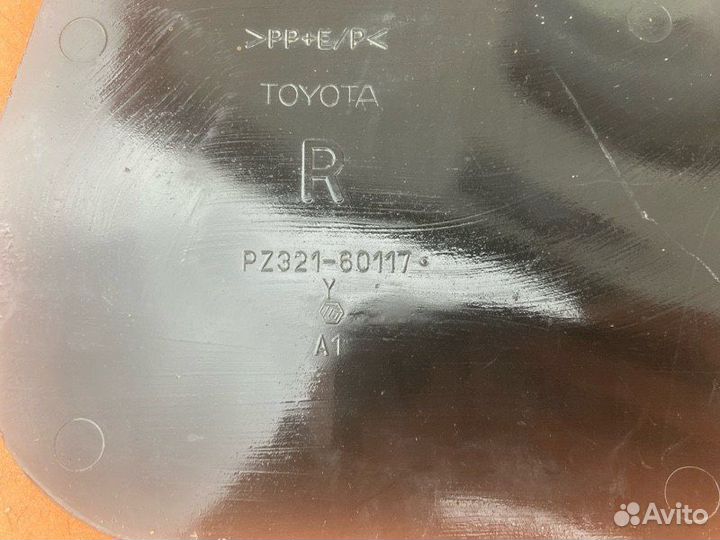 >PP+E/P<
TOYOTA
R
PZ321-60117
Y
A1
Avito